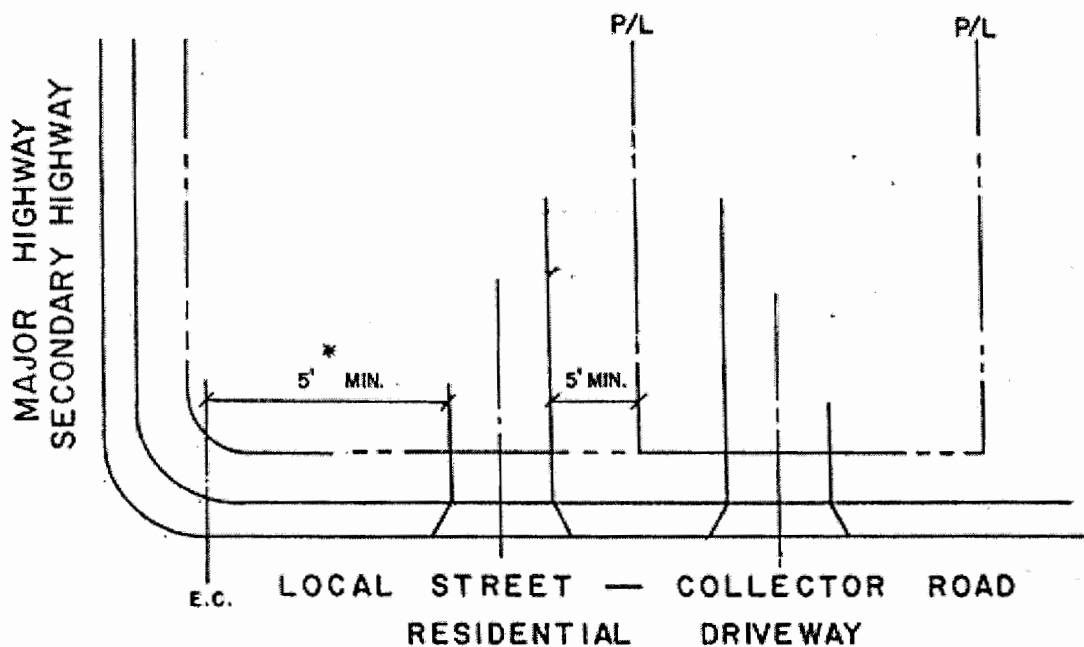 P/L P/L
MAJOR HIGHWAY
SECONDARY HIGHWAY
*
5' MIN. 5' MIN.
E.C. LOCAL STREET — COLLECTOR ROAD
RESIDENTIAL DRIVEWAY